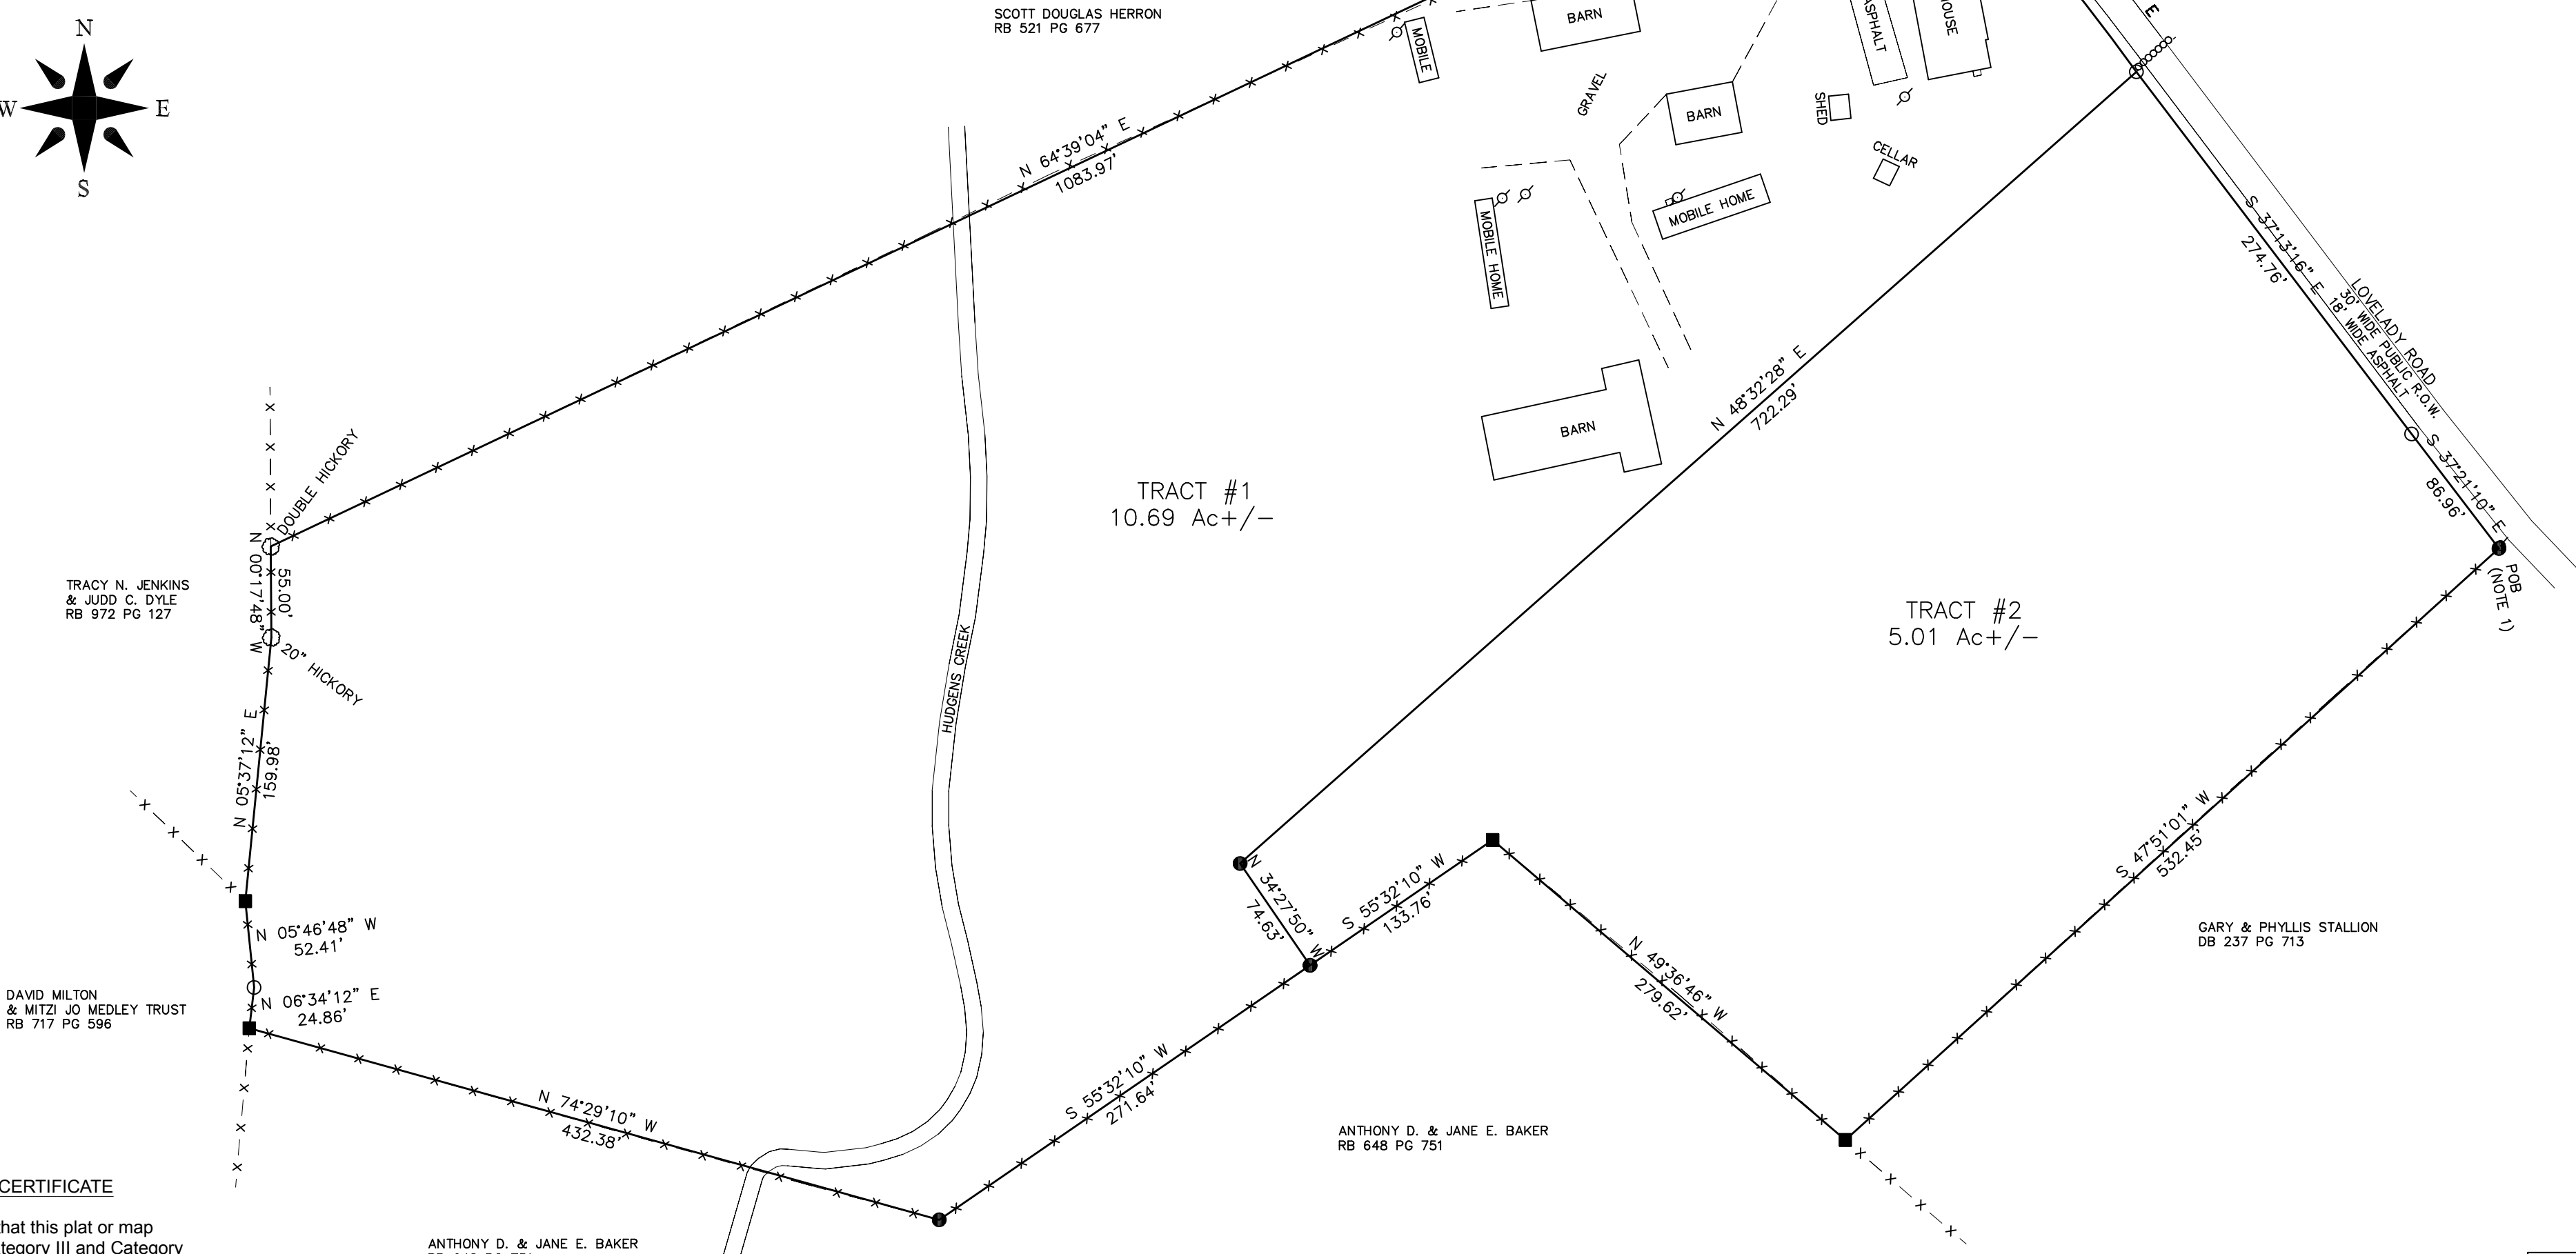 SCOTT DOUGLAS HERRON
RB 521 PG 677
N
W
E
S
MOBILE
BARN
ASPHALT
HOUSE
E
GRAVEL
BARN
SHED
CELLAR
MOBILE HOME
MOBILE HOME
BARN
N 64°39'04" E
1083.97'
N 48°32'28" E
722.29'
S 37°13'16" E
274.76'
LOVELADY ROAD
30' WIDE PUBLIC R.O.W.
18' WIDE ASPHALT
S 37°21'10" E
86.96'
POB
(NOTE 1)
DOUBLE HICKORY
N 00°17'48" W
55.00'
20" HICKORY
TRACY N. JENKINS
& JUDD C. DYLE
RB 972 PG 127
TRACT #1
10.69 Ac+/-
TRACT #2
5.01 Ac+/-
HUDGENS CREEK
N 05°37'12" E
159.98'
N 05°46'48" W
52.41'
N 06°34'12" E
24.86'
DAVID MILTON
& MITZI JO MEDLEY TRUST
RB 717 PG 596
N 34°27'50" W
74.63'
S 55°32'10" W
133.76'
N 49°36'46" W
279.62'
S 47°51'01" W
532.45'
GARY & PHYLLIS STALLION
DB 237 PG 713
S 55°32'10" W
271.64'
N 74°29'10" W
432.38'
ANTHONY D. & JANE E. BAKER
RB 648 PG 751
CERTIFICATE
that this plat or map
ategory III and Category
ANTHONY D. & JANE E. BAKER